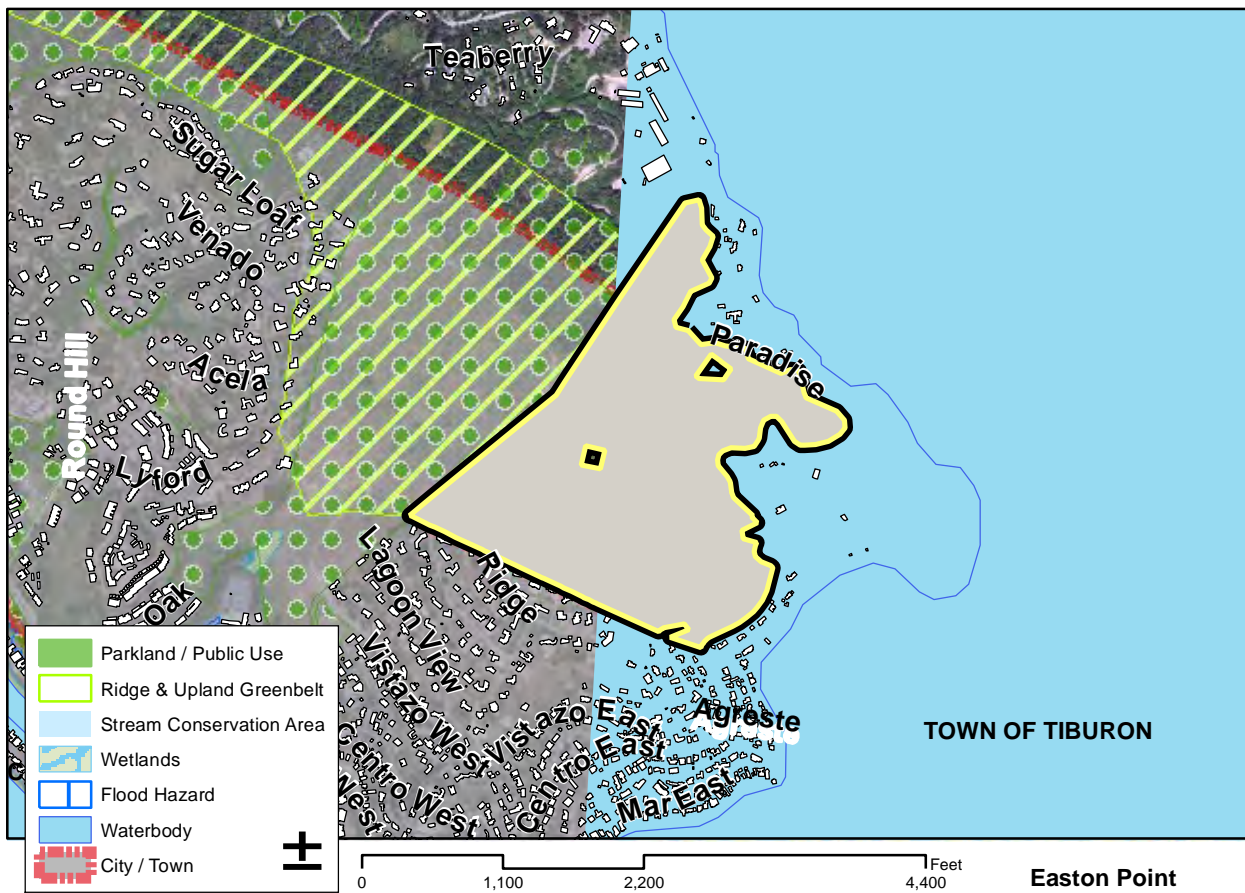 Teaberry
Sugar Loaf
Venado
Acela
Round Hill
Lyford
Oak
Paradise
Ridge
Lagoon View
Vistazo West
Vistazo East
Centro West
West
Centro East
Agreste
Mar East
TOWN OF TIBURON
Parkland / Public Use
Ridge & Upland Greenbelt
Stream Conservation Area
Wetlands
Flood Hazard
Waterbody
City / Town
±
Feet
0 1,100 2,200 4,400
Easton Point